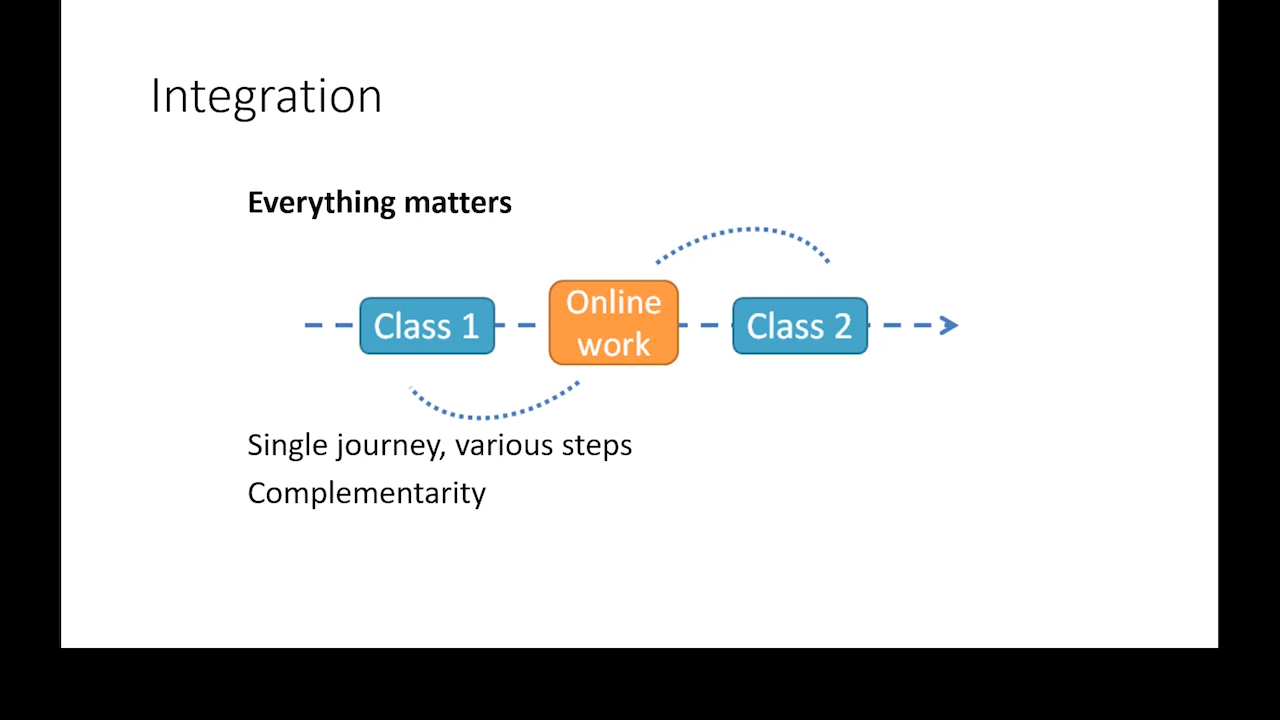 Integration
Everything matters
Class 1
Online
work
Class 2
Single journey, various steps
Complementarity